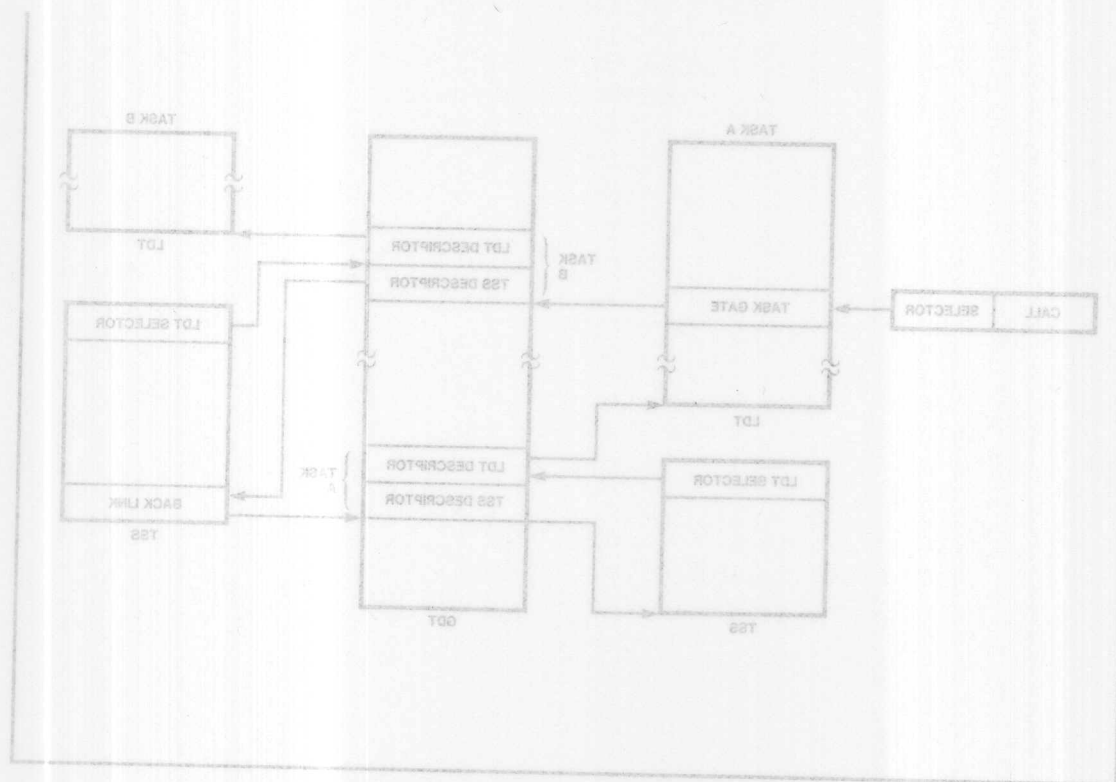 TASK A
TASK B
CALL SELECTOR
TASK GATE
LDT
LDT SELECTOR
TSS
TASK
B
LDT DESCRIPTOR
TSS DESCRIPTOR
TASK
A
LDT DESCRIPTOR
TSS DESCRIPTOR
GDT
LDT
LDT SELECTOR
BACK LINK
TSS